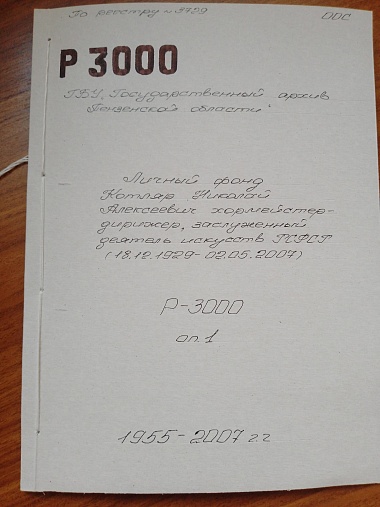 По реестру № 3759
ООС
Р 3000
ГБУ „Государственный архив
Пензенской области"
Личный фонд
Котляр Николай
Алексеевич хормейстер-
дирижер, заслуженный
деятель искусств РСФСР
(18.12.1929-02.05.2007)
Р-3000
оп. 1
1955-2007 г.г